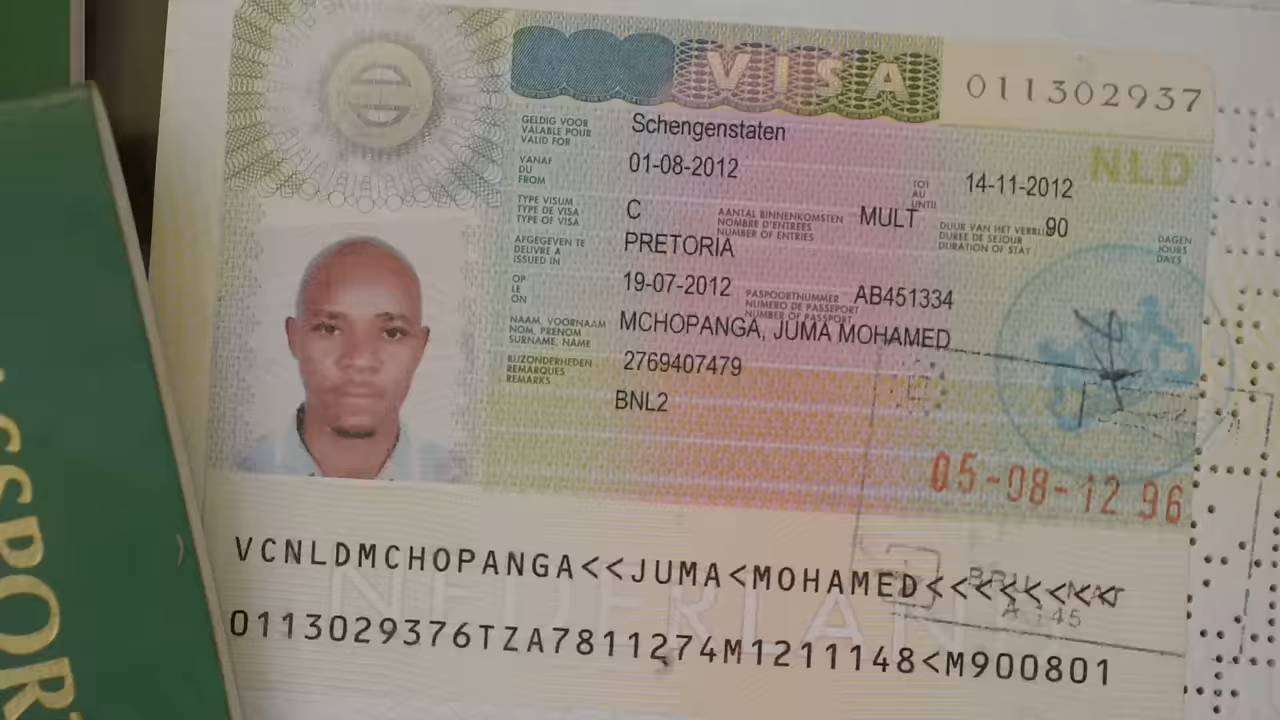 VISA
011302937
NLD
GELDIG VOOR
VALABLE POUR
VALID FOR
Schengenstaten
VANAF
DU
FROM
01-08-2012
TOT
AU
UNTIL
14-11-2012
TYPE VISUM
TYPE DE VISA
TYPE OF VISA
C
AANTAL BINNENKOMSTEN
NOMBRE D'ENTREES
NUMBER OF ENTRIES
MULT
DUUR VAN HET
DUREE DE SEJOUR
DURATION OF STAY
90
DAGEN
JOURS
DAYS
AFGEGEVEN TE
DELIVRE A
ISSUED IN
PRETORIA
OP
LE
ON
19-07-2012
PASPOORTNUMMER
NUMERO DE PASSEPORT
NUMBER OF PASSPORT
AB451334
NAAM, VOORNAAM
NOM, PRENOM
SURNAME, NAME
MCHOPANGA, JUMA MOHAMED
BIJZONDERHEDEN
REMARQUES
REMARKS
2769407479
BNL2
05-08-12 96
VCNLDMCHOPANGA<<JUMA<MOHAMED<<<<<<<<
0113029376TZA7811274M1211148<M900801